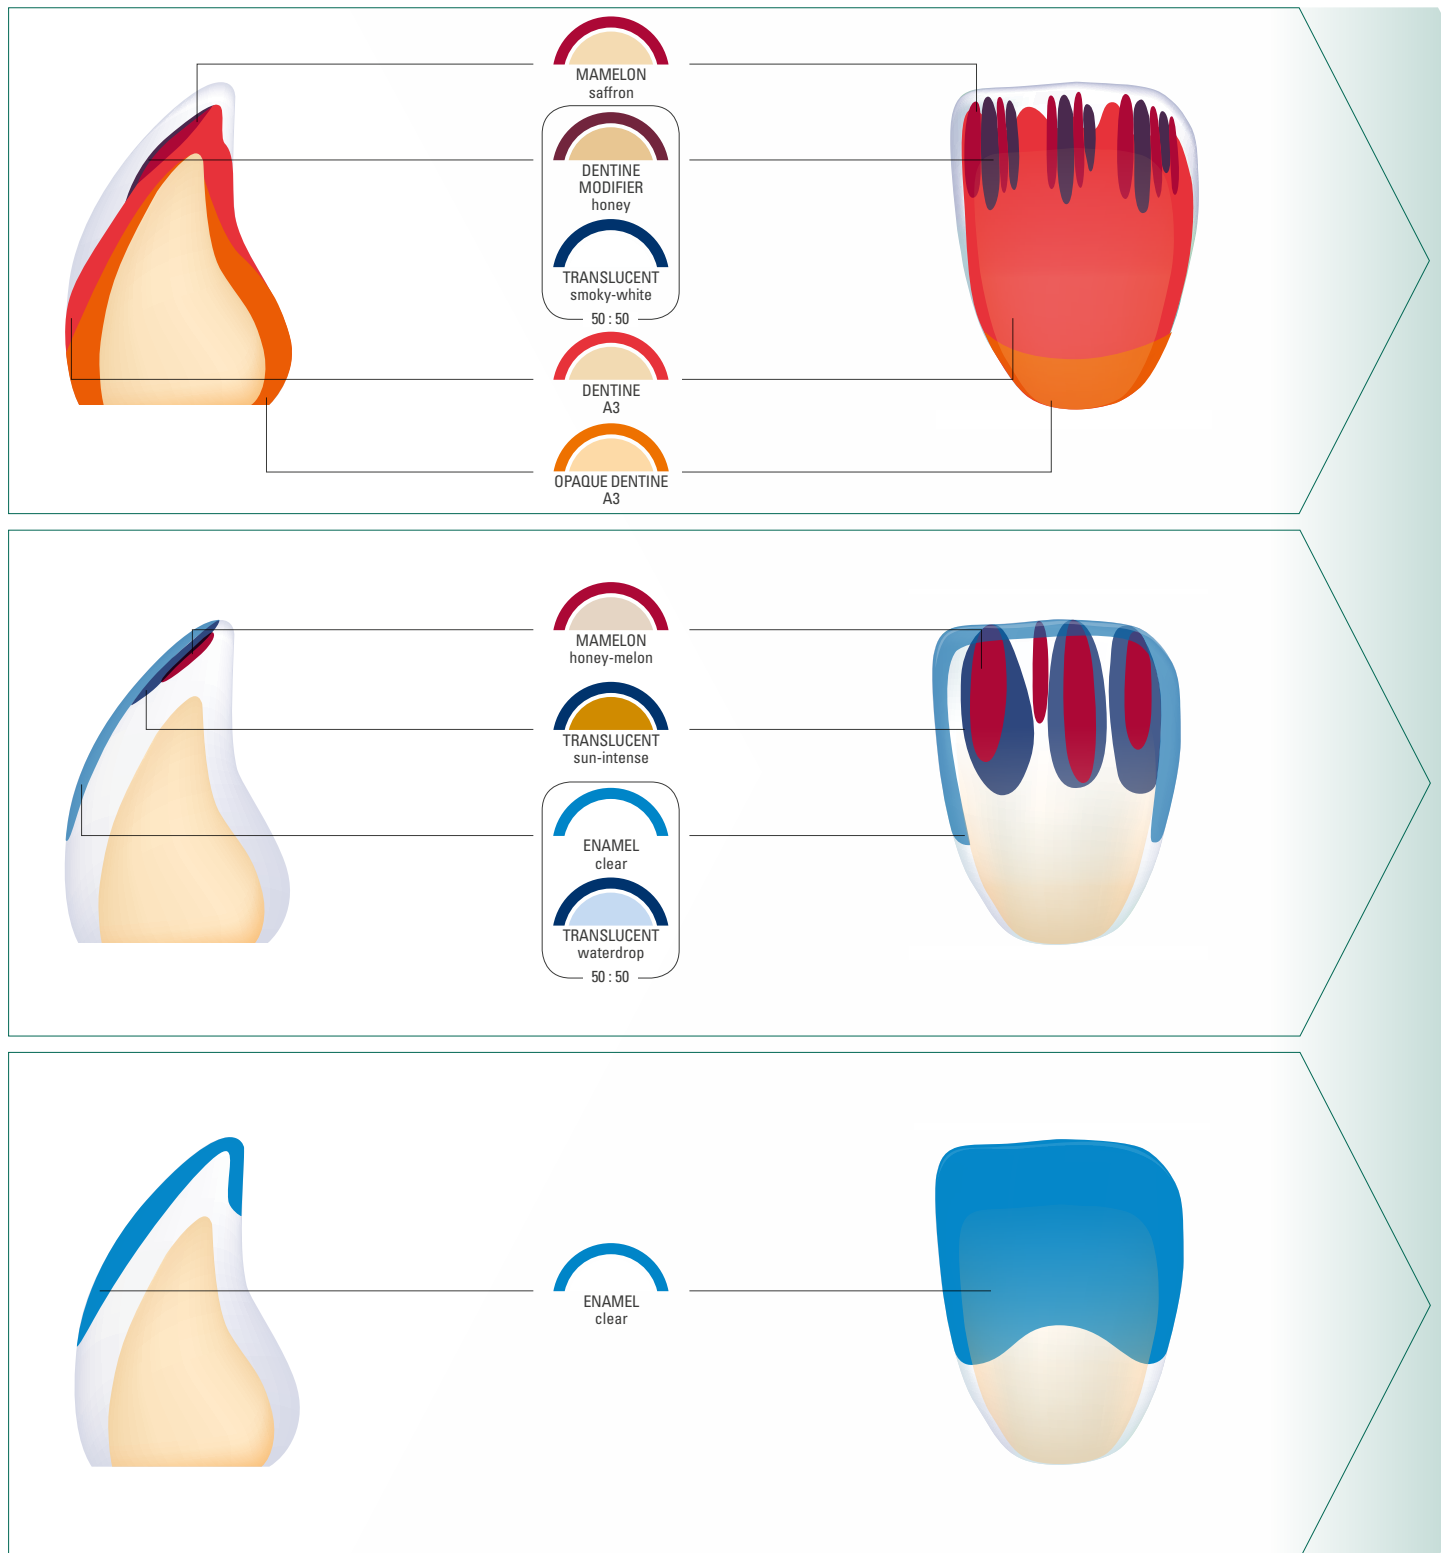 MAMELON
saffron
DENTINE
MODIFIER
honey
TRANSLUCENT
smoky-white
50 : 50
DENTINE
A3
OPAQUE DENTINE
A3
MAMELON
honey-melon
TRANSLUCENT
sun-intense
ENAMEL
clear
TRANSLUCENT
waterdrop
50 : 50
ENAMEL
clear